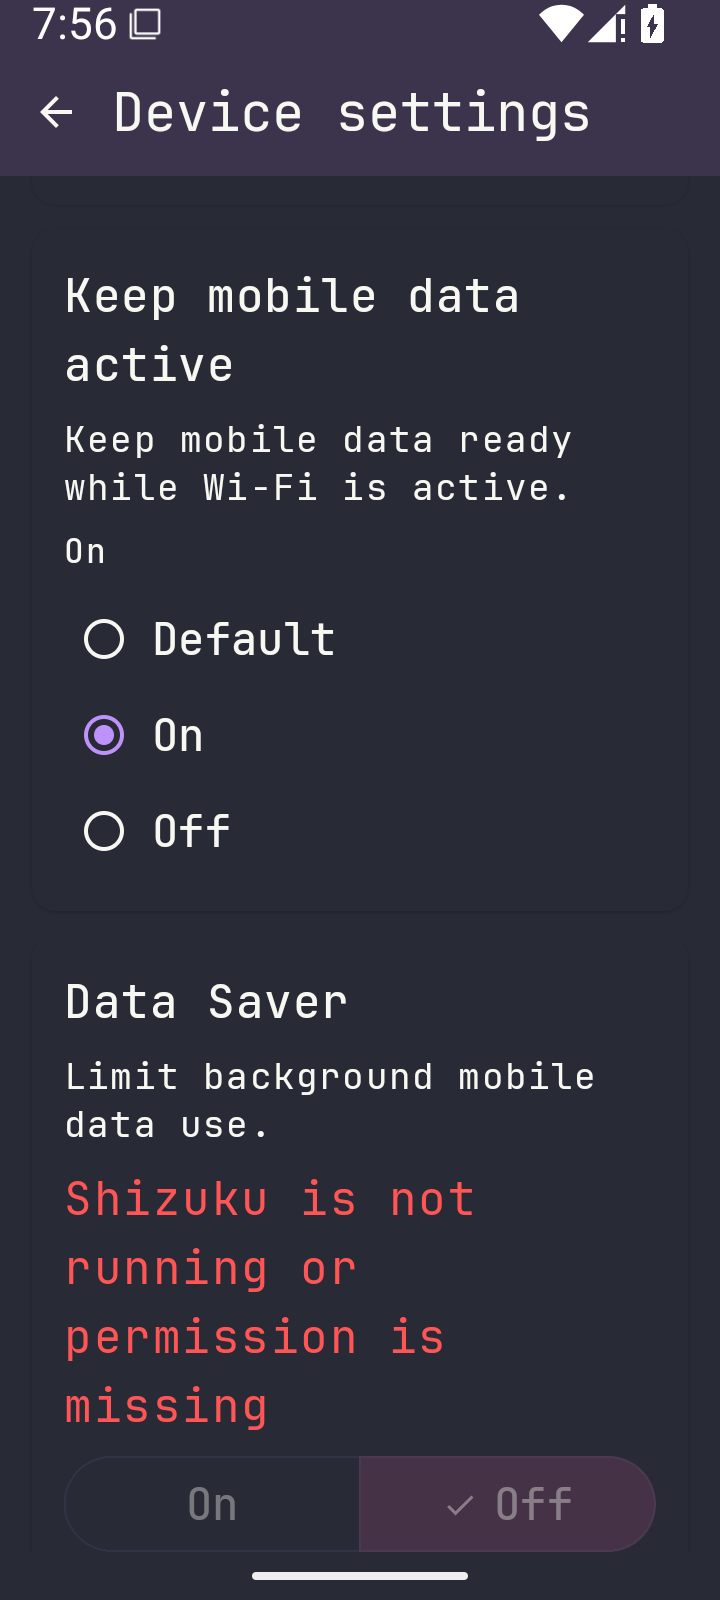 7:56
Device settings
Keep mobile data
active
Keep mobile data ready
while Wi-Fi is active.
On
Default
On
Off
Data Saver
Limit background mobile
data use.
Shizuku is not
running or
permission is
missing
On
Off